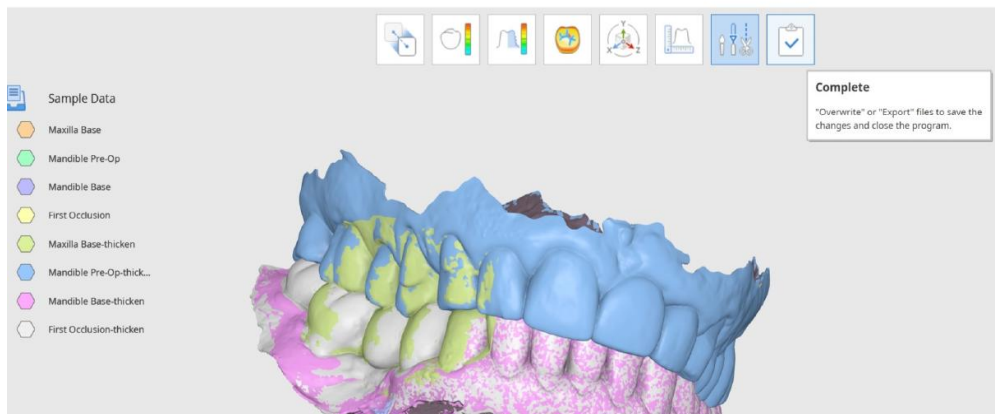 Complete
"Overwrite" or "Export" files to save the
changes and close the program.
Sample Data
Maxilla Base
Mandible Pre-Op
Mandible Base
First Occlusion
Maxilla Base-thicken
Mandible Pre-Op-thick...
Mandible Base-thicken
First Occlusion-thicken